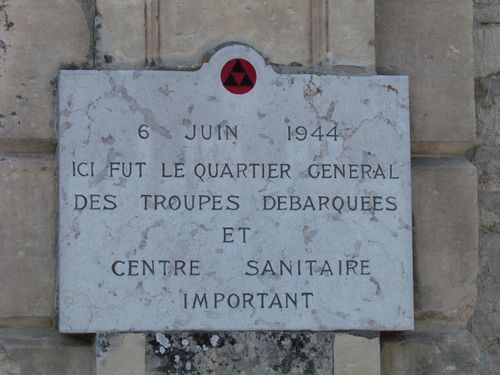 6 JUIN 1944
ICI FUT LE QUARTIER GENERAL
DES TROUPES DEBARQUEES
ET
CENTRE SANITAIRE
IMPORTANT